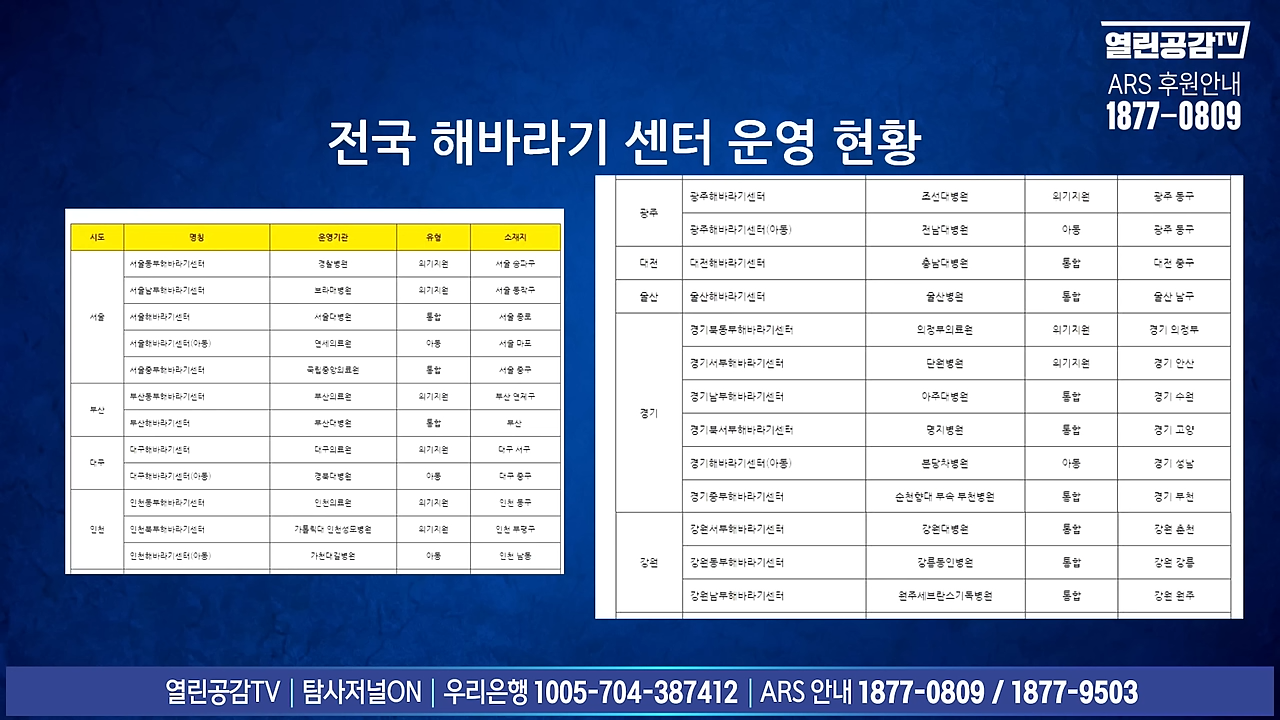 열린공감TV
ARS 후원안내
1877-0809
전국 해바라기 센터 운영 현황
시도 명칭 운영기관 유형 소재지
서울
서울동부해바라기센터 경찰병원 위기지원 서울 송파구
서울남부해바라기센터 보라매병원 위기지원 서울 동작구
서울해바라기센터 서울대병원 통합 서울 종로
서울해바라기센터(아동) 연세의료원 아동 서울 마포
서울중부해바라기센터 국립중앙의료원 통합 서울 중구
부산
부산동부해바라기센터 부산의료원 위기지원 부산 연제구
부산해바라기센터 부산대병원 통합 부산
대구
대구해바라기센터 대구의료원 위기지원 대구 서구
대구해바라기센터(아동) 경북대병원 아동 대구 중구
인천
인천동부해바라기센터 인천의료원 위기지원 인천 동구
인천북부해바라기센터 가톨릭대 인천성모병원 위기지원 인천 부평구
인천해바라기센터(아동) 가천대길병원 아동 인천 남동
광주
광주해바라기센터 조선대병원 위기지원 광주 동구
광주해바라기센터(아동) 전남대병원 아동 광주 동구
대전 대전해바라기센터 충남대병원 통합 대전 중구
울산 울산해바라기센터 울산병원 통합 울산 남구
경기
경기북동부해바라기센터 의정부의료원 위기지원 경기 의정부
경기서부해바라기센터 단원병원 위기지원 경기 안산
경기남부해바라기센터 아주대병원 통합 경기 수원
경기북서부해바라기센터 명지병원 통합 경기 고양
경기해바라기센터(아동) 분당차병원 아동 경기 성남
경기중부해바라기센터 순천향대 부속 부천병원 통합 경기 부천
강원
강원서부해바라기센터 강원대병원 통합 강원 춘천
강원동부해바라기센터 강릉동인병원 통합 강원 강릉
강원남부해바라기센터 원주세브란스기독병원 통합 강원 원주
열린공감TV | 탐사저널ON | 우리은행 1005-704-387412 | ARS 안내 1877-0809 / 1877-9503